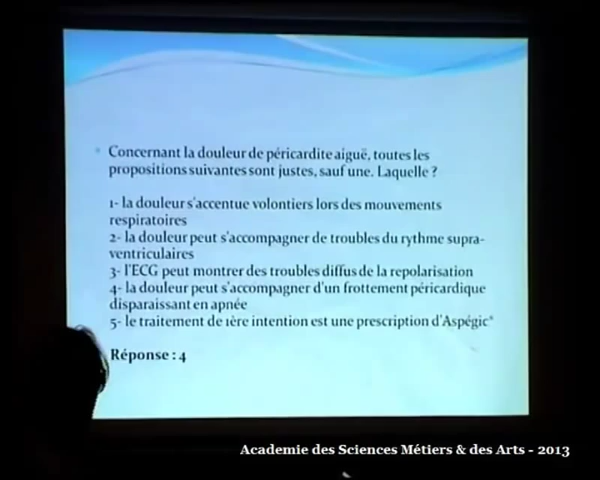 • Concernant la douleur de péricardite aiguë, toutes les
propositions suivantes sont justes, sauf une. Laquelle ?
1- la douleur s'accentue volontiers lors des mouvements
respiratoires
2- la douleur peut s'accompagner de troubles du rythme supra-
ventriculaires
3- l'ECG peut montrer des troubles diffus de la repolarisation
4- la douleur peut s'accompagner d'un frottement péricardique
disparaissant en apnée
5- le traitement de 1ère intention est une prescription d'Aspégic*
Réponse : 4
Academie des Sciences Métiers & des Arts - 2013